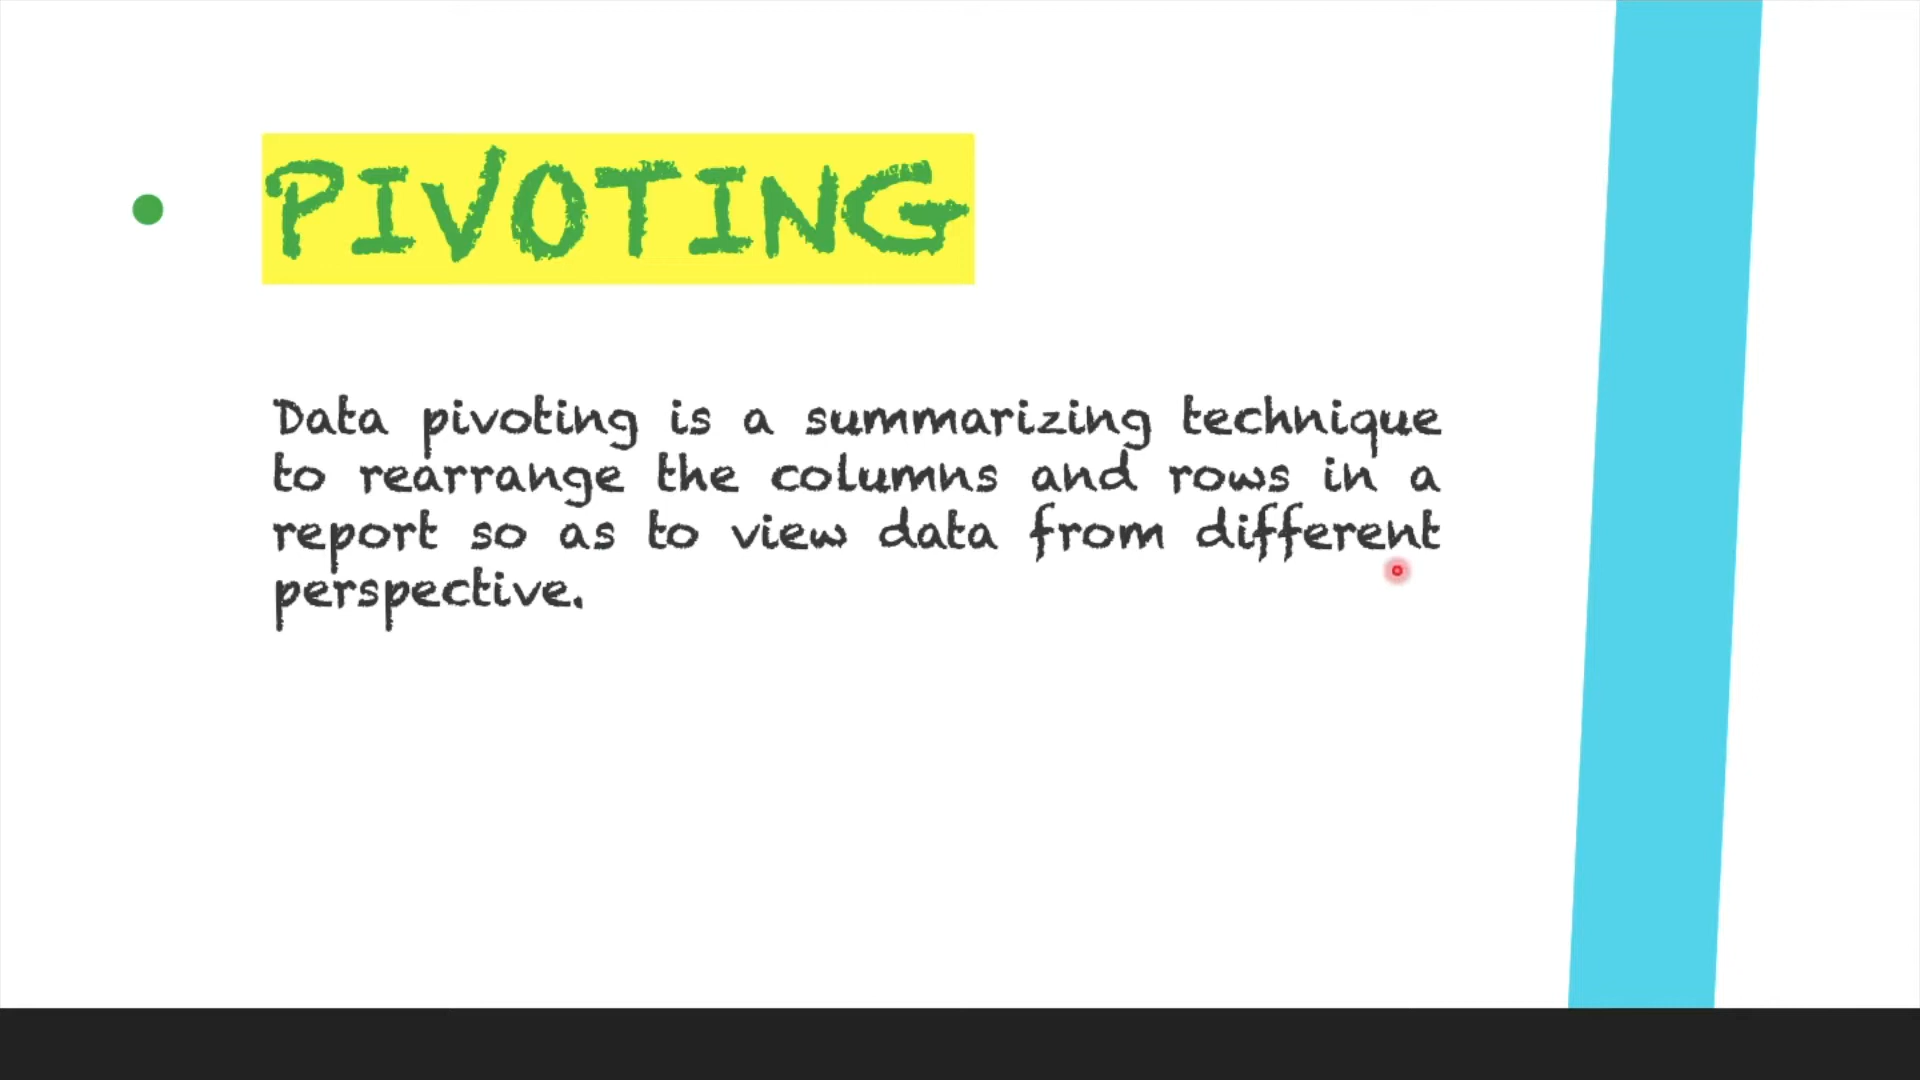 PIVOTING
Data pivoting is a summarizing technique
to rearrange the columns and rows in a
report so as to view data from different
perspective.